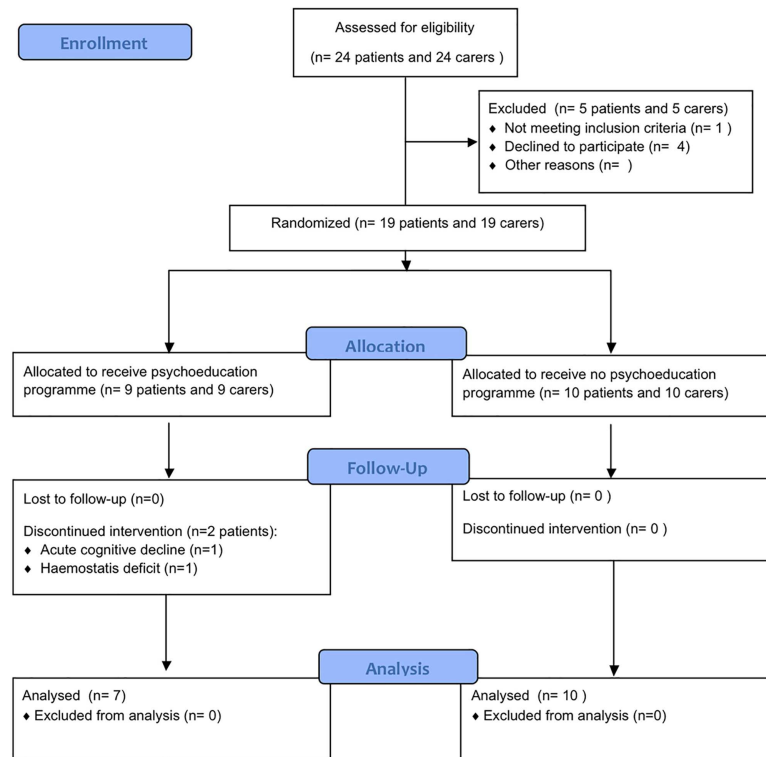 Enrollment
Assessed for eligibility
(n= 24 patients and 24 carers )
Excluded (n= 5 patients and 5 carers)
♦ Not meeting inclusion criteria (n= 1 )
♦ Declined to participate (n= 4)
♦ Other reasons (n= )
Randomized (n= 19 patients and 19 carers)
Allocation
Allocated to receive psychoeducation
programme (n= 9 patients and 9 carers)
Allocated to receive no psychoeducation
programme (n= 10 patients and 10 carers)
Follow-Up
Lost to follow-up (n=0)
Discontinued intervention (n=2 patients):
♦ Acute cognitive decline (n=1)
♦ Haemostatis deficit (n=1)
Lost to follow-up (n= 0 )
Discontinued intervention (n= 0 )
Analysis
Analysed (n= 7)
♦ Excluded from analysis (n= 0)
Analysed (n= 10 )
♦ Excluded from analysis (n=0)